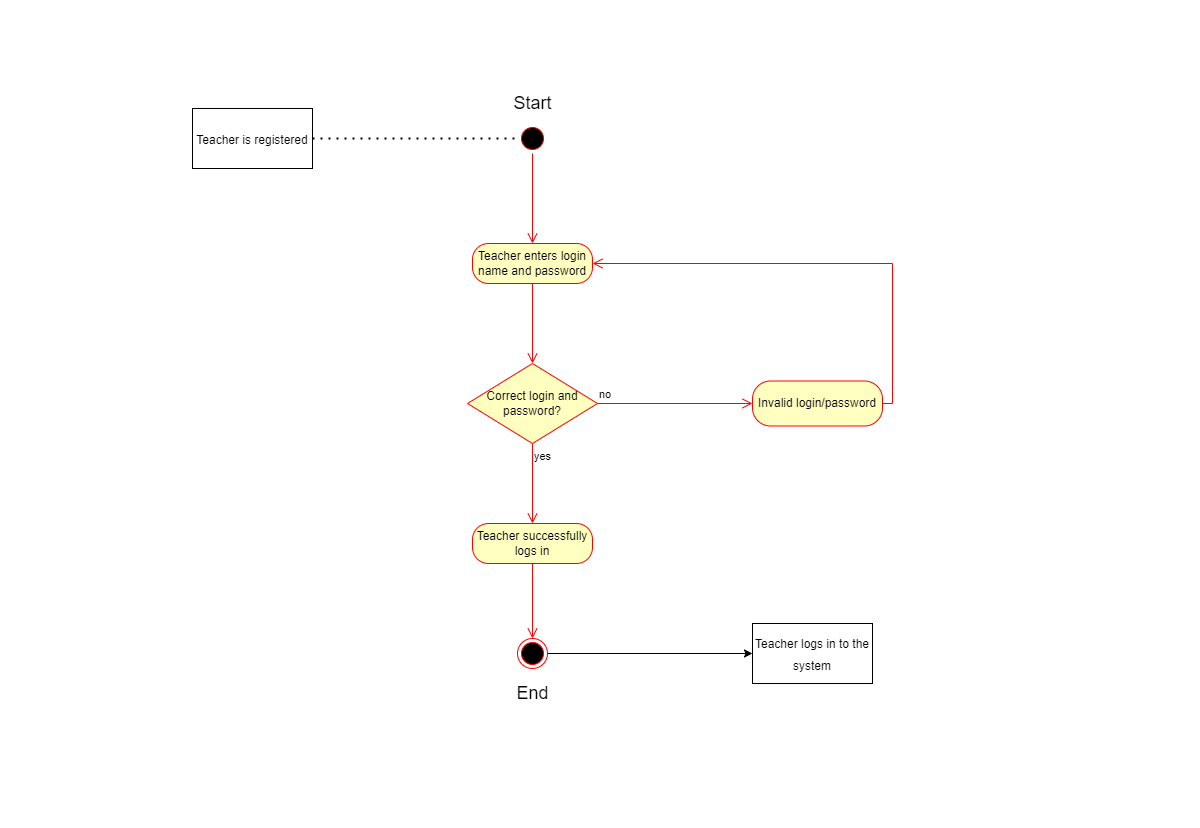 Start
Teacher is registered
Teacher enters login
name and password
Correct login and
password?
no
Invalid login/password
yes
Teacher successfully
logs in
Teacher logs in to the
system
End